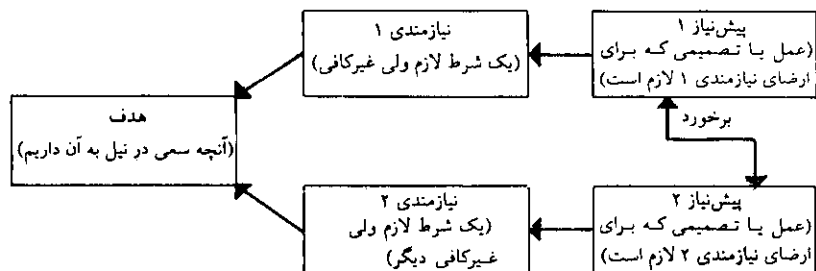 پیش‌نیاز ۱
(عمل یا تصمیمی که برای
ارضای نیازمندی ۱ لازم است)
نیازمندی ۱
(یک شرط لازم ولی غیرکافی)
برخورد
هدف
(آنچه سعی در نیل به آن داریم)
پیش‌نیاز ۲
(عمل یا تصمیمی که برای
ارضای نیازمندی ۲ لازم است)
نیازمندی ۲
(یک شرط لازم ولی
غیرکافی دیگر)